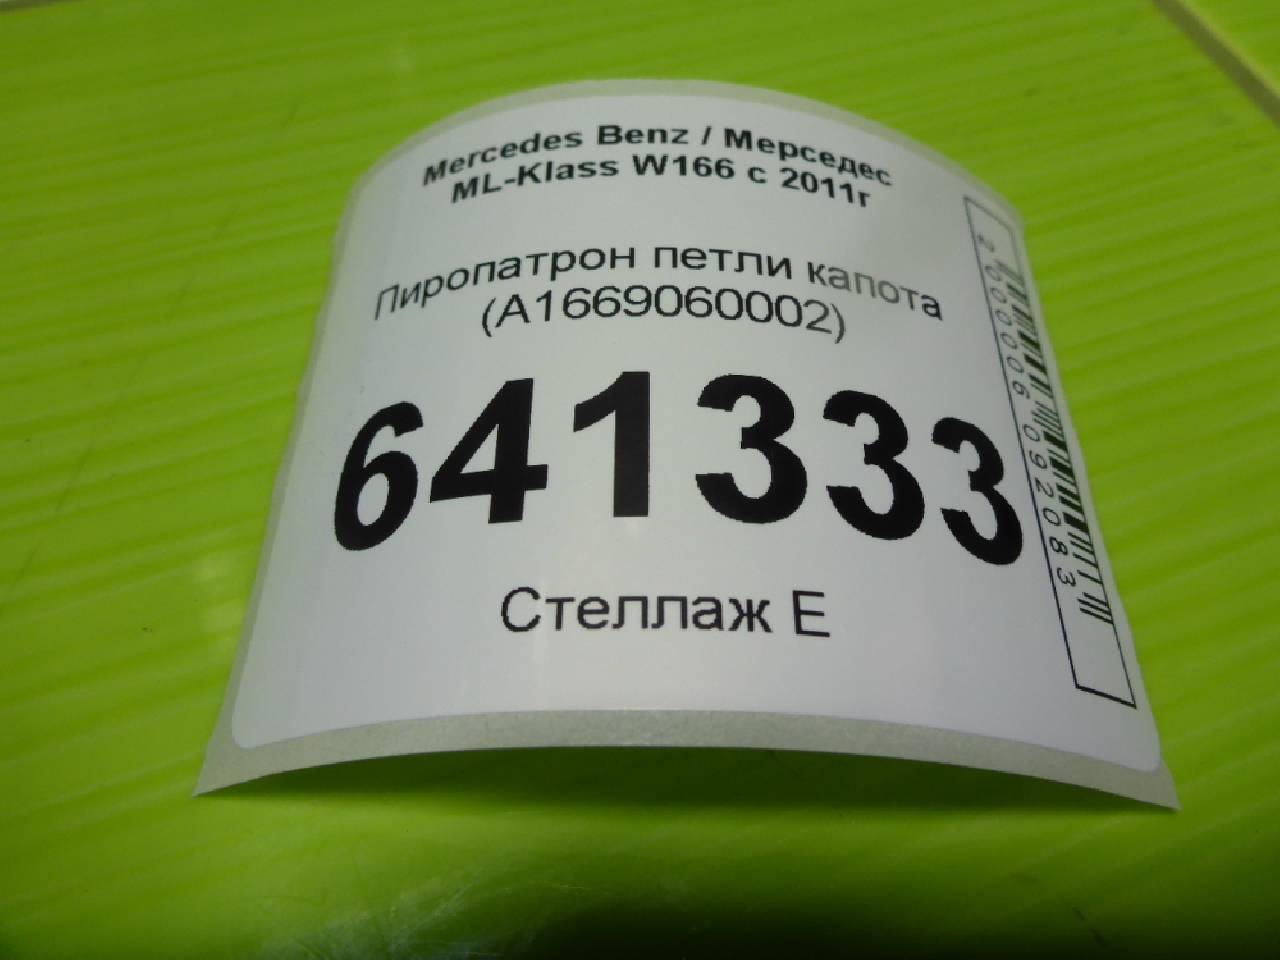 Mercedes Benz / Мерседес
ML-Klass W166 с 2011г
Пиропатрон петли капота
(A1669060002)
641333
Стеллаж Е
2000006092083